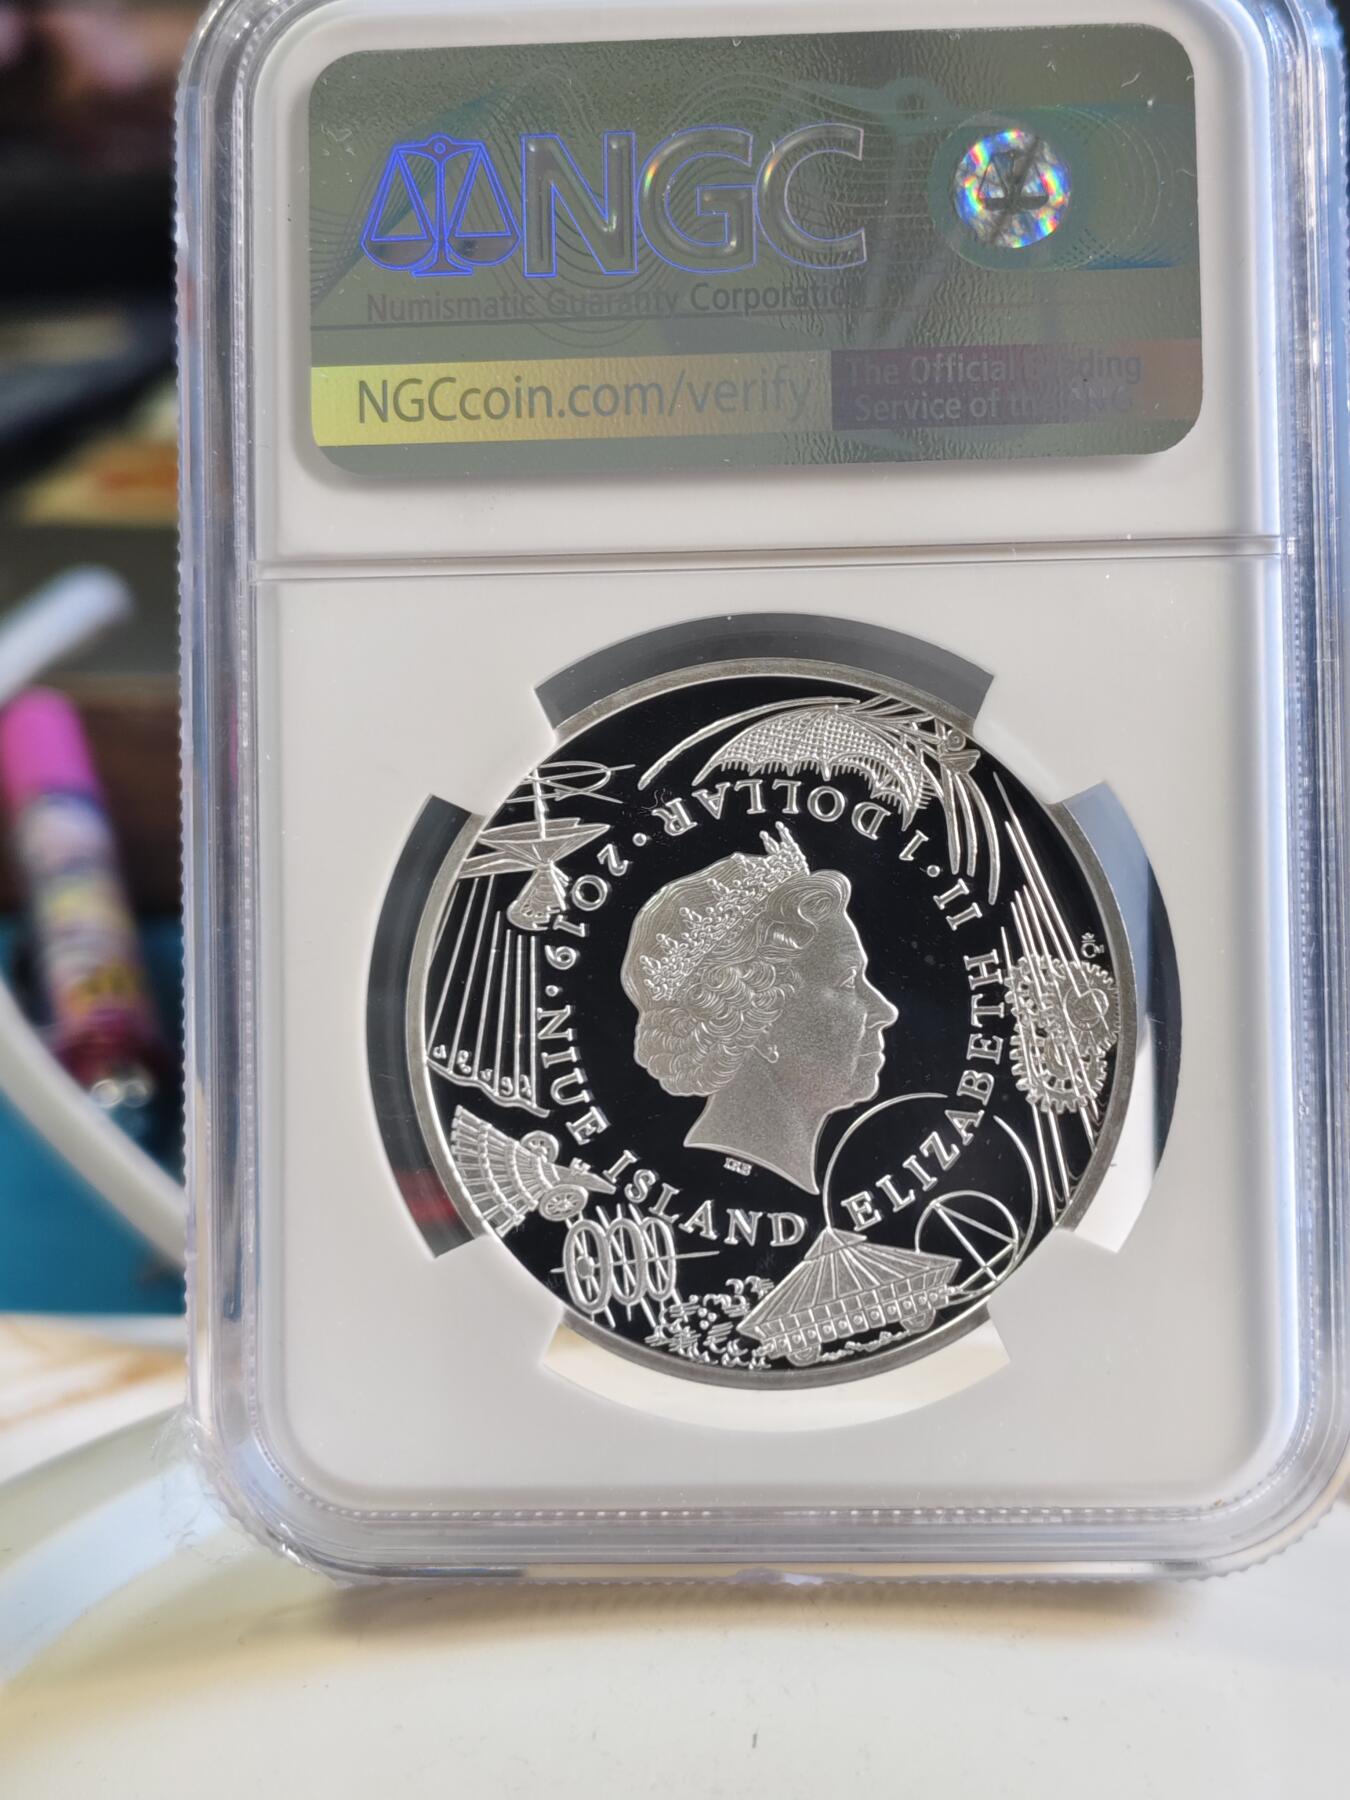 NGC
Numismatic Guaranty Corporation
NGCcoin.com/verify
The Official Grading
Service of the
NIUE ISLAND ELIZABETH II · 1 DOLLAR · 2019 ·
IRB